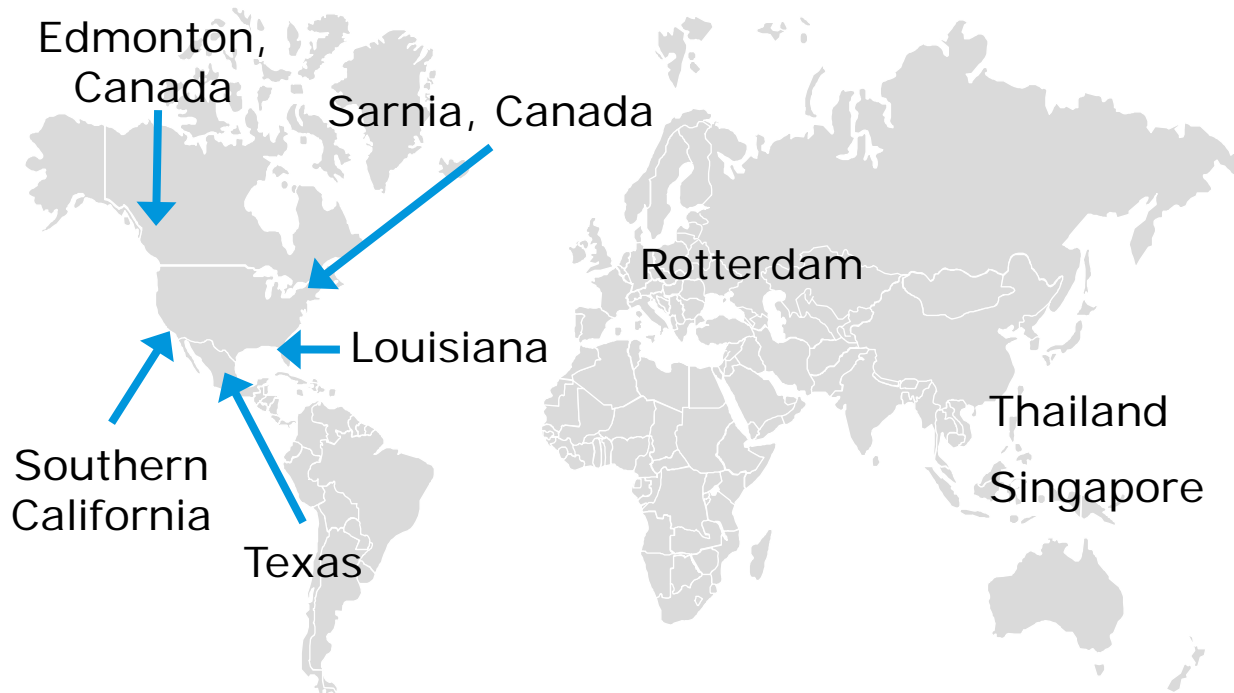 Edmonton,
Canada
Sarnia, Canada
Rotterdam
Louisiana
Thailand
Southern
California
Singapore
Texas